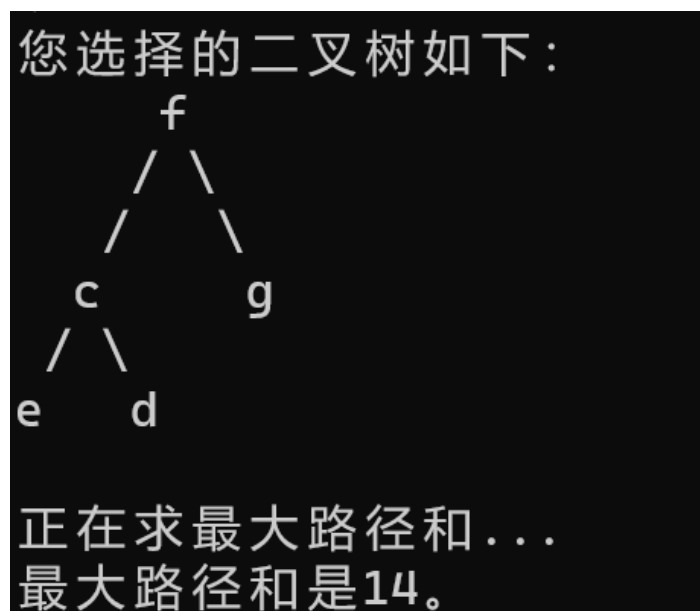 您选择的二叉树如下:
f
/ \
/ \
c g
/ \
e d
正在求最大路径和...
最大路径和是14。